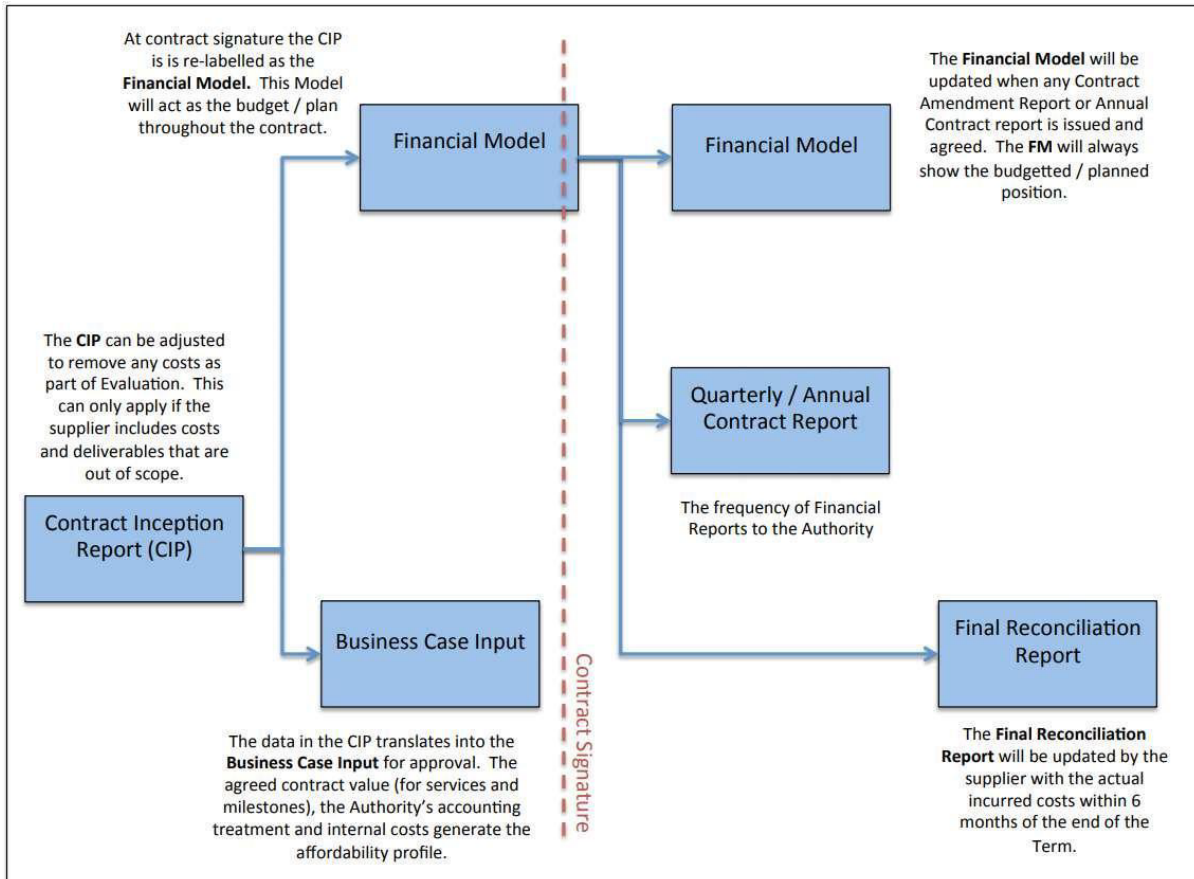 At contract signature the CIP
is is re-labelled as the
Financial Model. This Model
will act as the budget / plan
throughout the contract.
Financial Model
Financial Model
The Financial Model will be
updated when any Contract
Amendment Report or Annual
Contract report is issued and
agreed. The FM will always
show the budgetted / planned
position.
The CIP can be adjusted
to remove any costs as
part of Evaluation. This
can only apply if the
supplier includes costs
and deliverables that are
out of scope.
Contract Inception
Report (CIP)
Quarterly / Annual
Contract Report
The frequency of Financial
Reports to the Authority
Business Case Input
The data in the CIP translates into the
Business Case Input for approval. The
agreed contract value (for services and
milestones), the Authority's accounting
treatment and internal costs generate the
affordability profile.
Contract Signature
Final Reconciliation
Report
The Final Reconciliation
Report will be updated by the
supplier with the actual
incurred costs within 6
months of the end of the
Term.